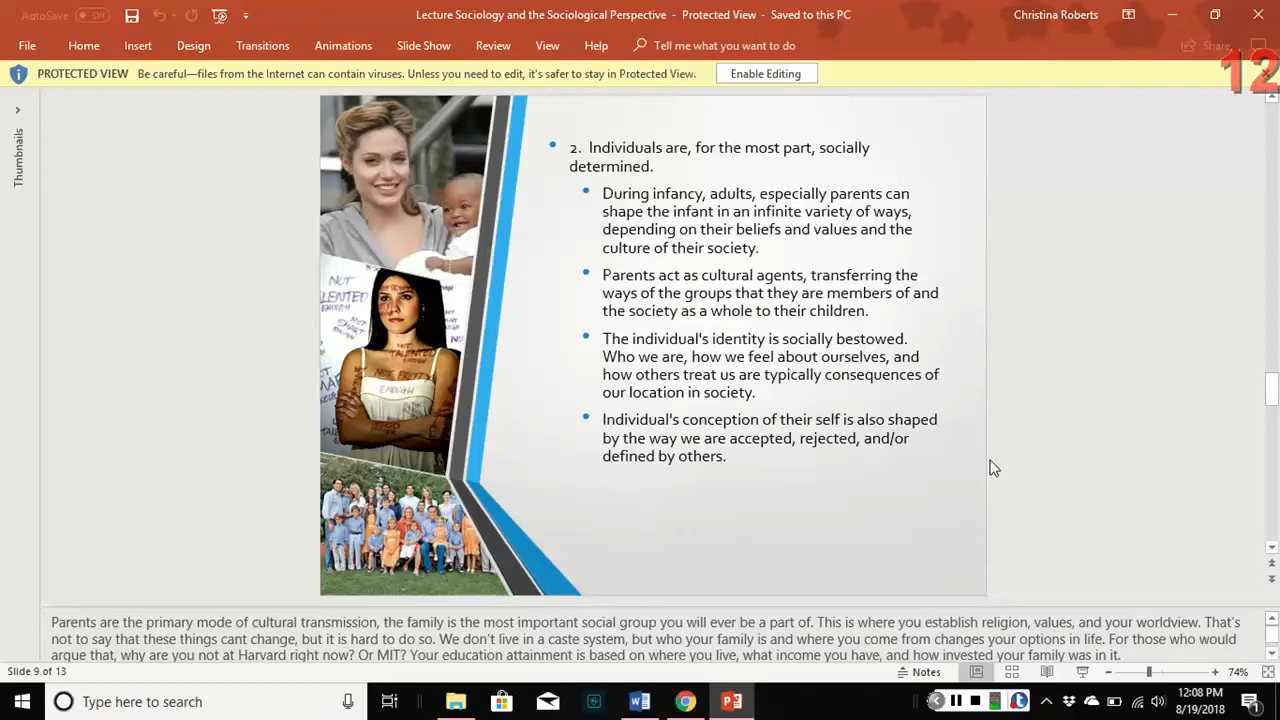 AutoSave Off
Lecture Sociology and the Sociological Perspective - Protected View - Saved to this PC
Christina Roberts
File Home Insert Design Transitions Animations Slide Show Review View Help Tell me what you want to do Share
12
PROTECTED VIEW Be careful—files from the Internet can contain viruses. Unless you need to edit, it's safer to stay in Protected View. Enable Editing
Thumbnails
2. Individuals are, for the most part, socially
determined.
During infancy, adults, especially parents can
shape the infant in an infinite variety of ways,
depending on their beliefs and values and the
culture of their society.
Parents act as cultural agents, transferring the
ways of the groups that they are members of and
the society as a whole to their children.
The individual's identity is socially bestowed.
Who we are, how we feel about ourselves, and
how others treat us are typically consequences of
our location in society.
Individual's conception of their self is also shaped
by the way we are accepted, rejected, and/or
defined by others.
NOT
NOT
SMART
ENOUGH
NOT
TALENTED
NOT PRETTY
ENOUGH
Parents are the primary mode of cultural transmission, the family is the most important social group you will ever be a part of. This is where you establish religion, values, and your worldview. That's
not to say that these things cant change, but it is hard to do so. We don't live in a caste system, but who your family is and where you come from changes your options in life. For those who would
argue that, why are you not at Harvard right now? Or MIT? Your education attainment is based on where you live, what income you have, and how invested your family was in it.
Slide 9 of 13
Notes
74%
Type here to search
12:08 PM
8/19/2018
1